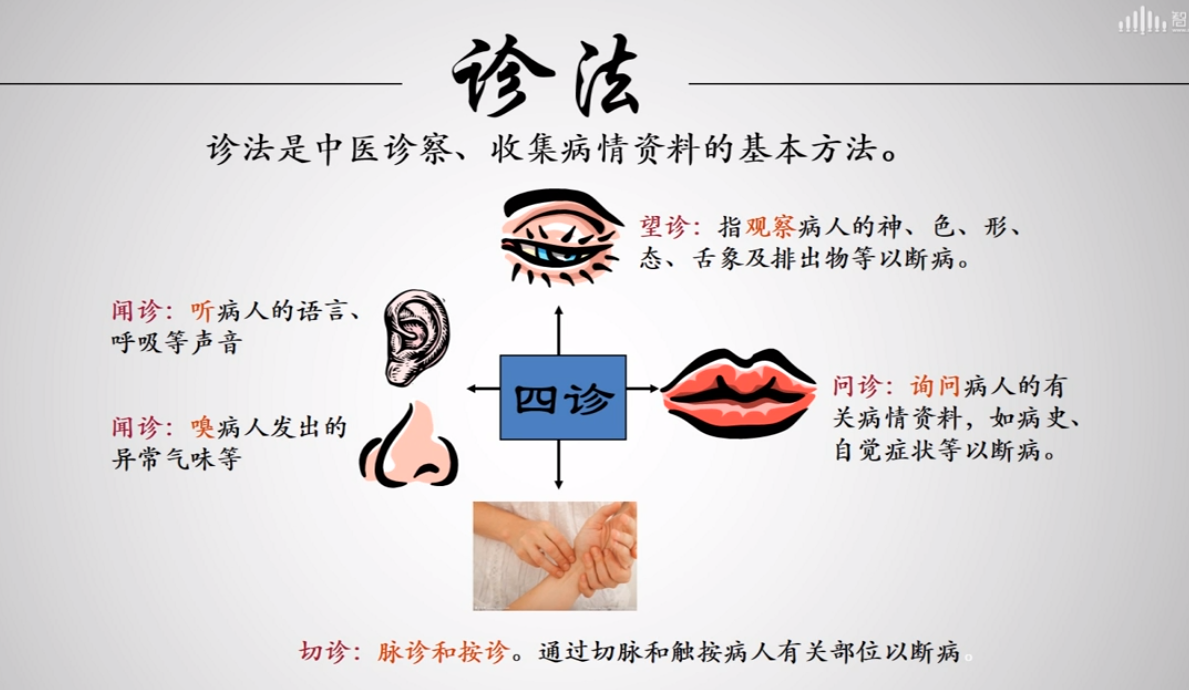 诊法
诊法是中医诊察、收集病情资料的基本方法。
望诊：指观察病人的神、色、形、
态、舌象及排出物等以断病。
闻诊：听病人的语言、
呼吸等声音
四诊
问诊：询问病人的有
关病情资料，如病史、
自觉症状等以断病。
闻诊：嗅病人发出的
异常气味等
切诊：脉诊和按诊。通过切脉和触按病人有关部位以断病。